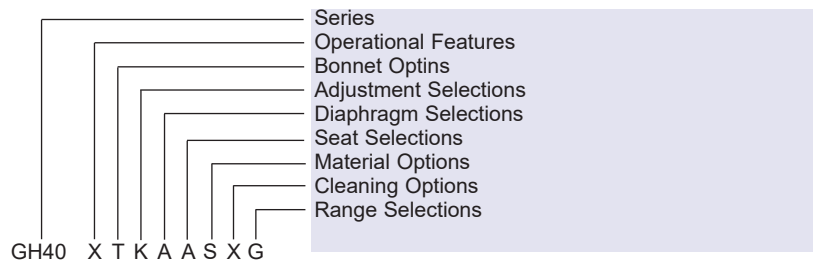 Series
Operational Features
Bonnet Optins
Adjustment Selections
Diaphragm Selections
Seat Selections
Material Options
Cleaning Options
Range Selections
GH40 X T K A A S X G